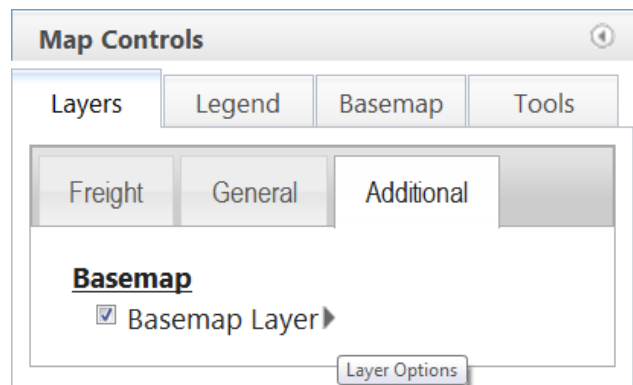 Map Controls
Layers Legend Basemap Tools
Freight General Additional
Basemap
Basemap Layer
Layer Options